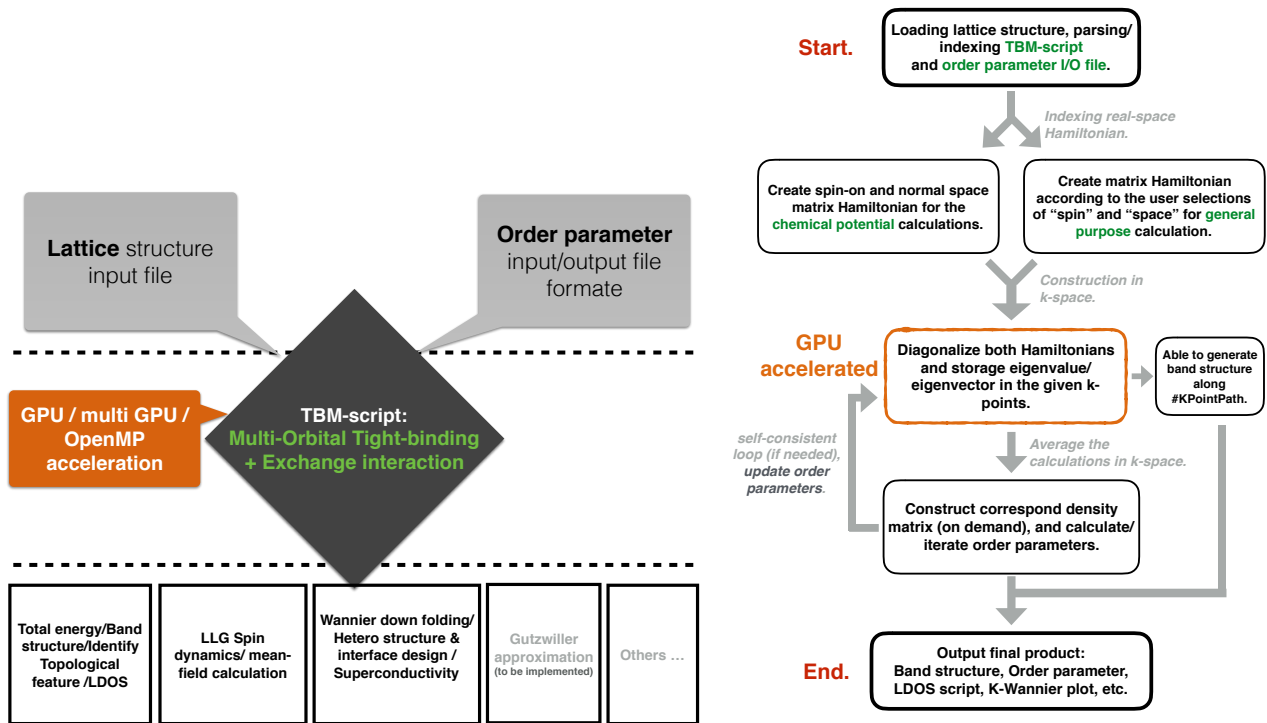 Lattice structure
input file
Order parameter
input/output file
formate
GPU / multi GPU /
OpenMP
acceleration
TBM-script:
Multi-Orbital Tight-binding
+ Exchange interaction
Total energy/Band
structure/Identify
Topological
feature /LDOS
LLG Spin
dynamics/ mean-
field calculation
Wannier down folding/
Hetero structure &
interface design /
Superconductivity
Gutzwiller
approximation
(to be implemented)
Others ...
Start.
Loading lattice structure, parsing/
indexing TBM-script
and order parameter I/O file.
Indexing real-space
Hamiltonian.
Create spin-on and normal space
matrix Hamiltonian for the
chemical potential calculations.
Create matrix Hamiltonian
according to the user selections
of “spin” and “space” for general
purpose calculation.
Construction in
k-space.
GPU
accelerated
Diagonalize both Hamiltonians
and storage eigenvalue/
eigenvector in the given k-
points.
Able to generate
band structure
along
#KPointPath.
self-consistent
loop (if needed),
update order
parameters.
Average the
calculations in k-space.
Construct correspond density
matrix (on demand), and calculate/
iterate order parameters.
End.
Output final product:
Band structure, Order parameter,
LDOS script, K-Wannier plot, etc.